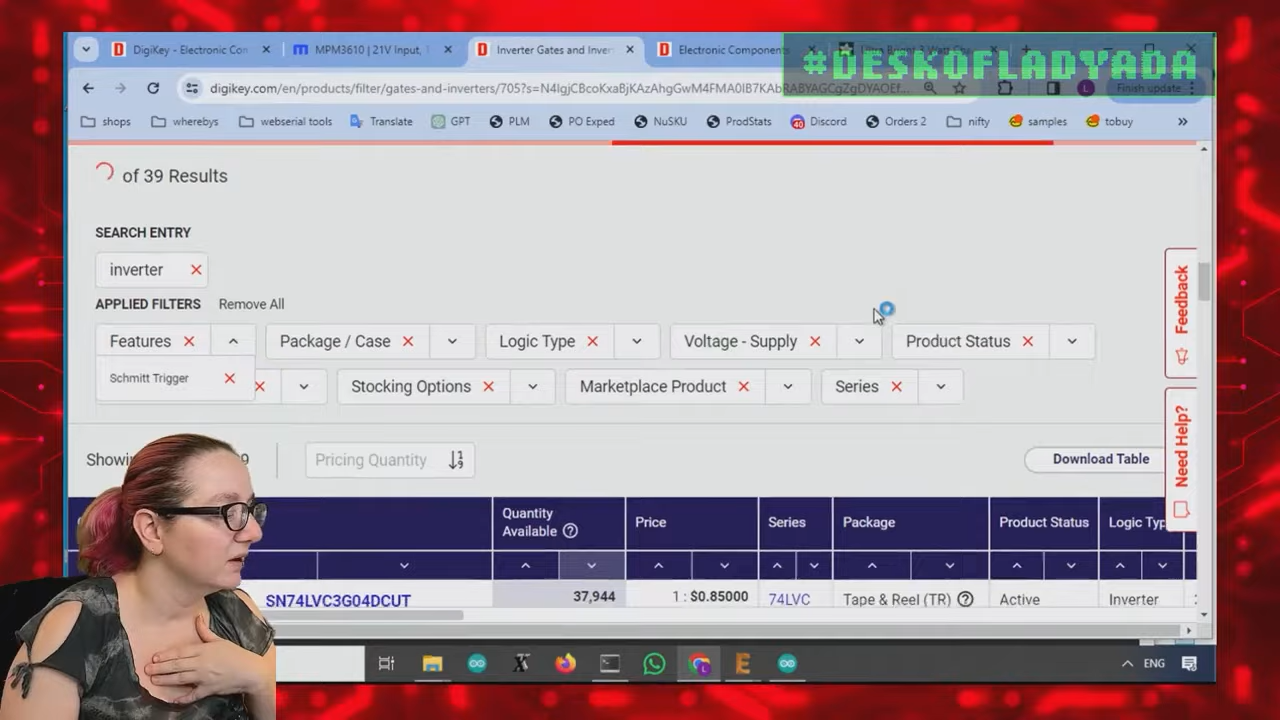 DigiKey - Electronic Con
MPM3610 | 21V Input, 1
Inverter Gates and Inver
Electronic Components
#DESKOFLADYADA
digikey.com/en/products/filter/gates-and-inverters/705?s=
Finish update
shops
wherebys
webserial tools
Translate
GPT
PLM
PO Exped
NuSKU
ProdStats
Discord
Orders 2
nifty
samples
tobuy
of 39 Results
SEARCH ENTRY
inverter
APPLIED FILTERS Remove All
Features
Package / Case
Logic Type
Voltage - Supply
Product Status
Schmitt Trigger
Stocking Options
Marketplace Product
Series
Showi
9
Pricing Quantity
Download Table
Feedback
Need Help?
Quantity
Available
Price
Series
Package
Product Status
Logic Typ
SN74LVC3G04DCUT
37,944
1 : $0.85000
74LVC
Tape & Reel (TR)
Active
Inverter
ENG